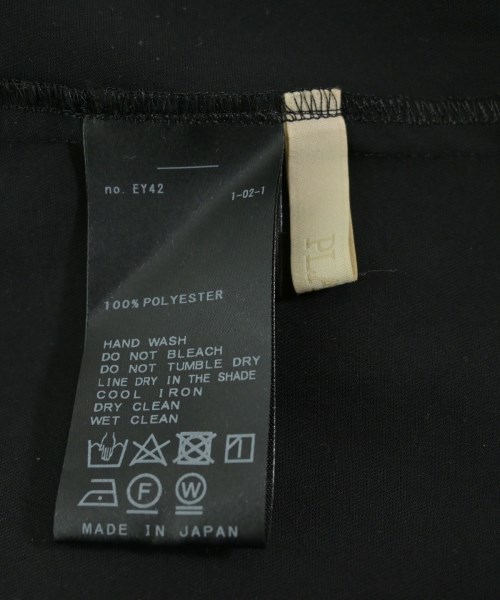 no. EY42 1-02-1
100% POLYESTER
HAND WASH
DO NOT BLEACH
DO NOT TUMBLE DRY
LINE DRY IN THE SHADE
COOL IRON
DRY CLEAN
WET CLEAN
F W
MADE IN JAPAN